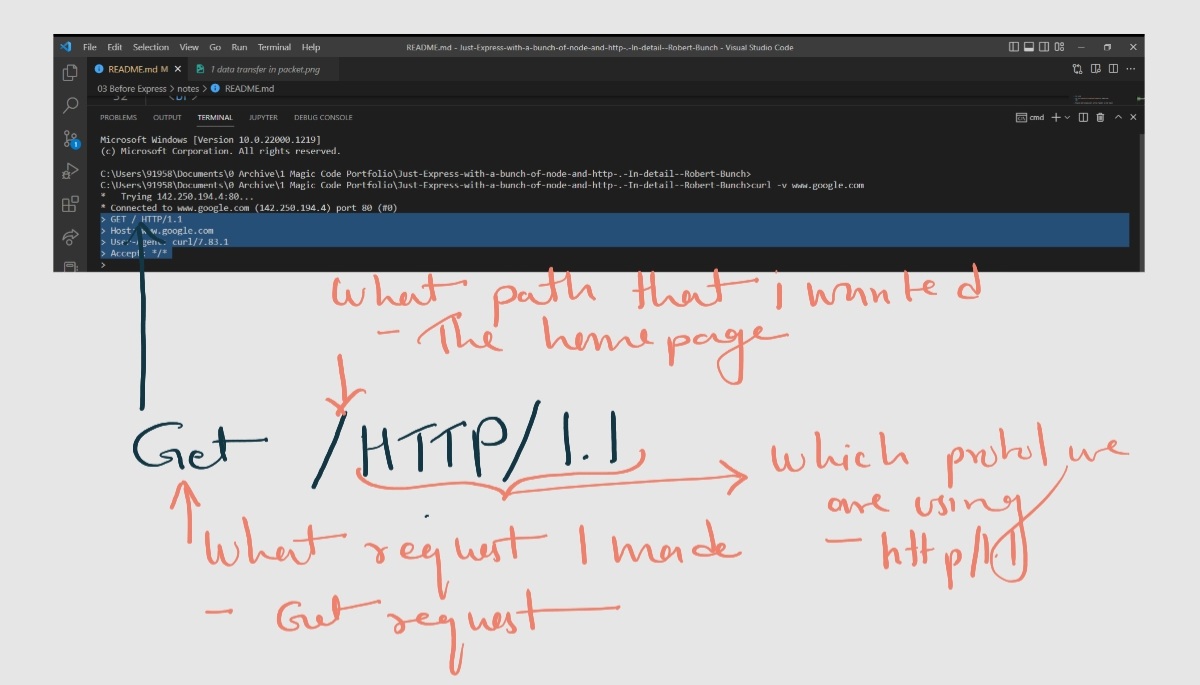 File Edit Selection View Go Run Terminal Help README.md - Just-Express-with-a-bunch-of-node-and-http-.-In-detail--Robert-Bunch - Visual Studio Code
README.md M 1 data transfer in packet.png
03 Before Express > notes > README.md
PROBLEMS OUTPUT TERMINAL JUPYTER DEBUG CONSOLE cmd
Microsoft Windows [Version 10.0.22000.1219]
(c) Microsoft Corporation. All rights reserved.
C:\Users\91958\Documents\0 Archive\1 Magic Code Portfolio\Just-Express-with-a-bunch-of-node-and-http-.-In-detail--Robert-Bunch>
C:\Users\91958\Documents\0 Archive\1 Magic Code Portfolio\Just-Express-with-a-bunch-of-node-and-http-.-In-detail--Robert-Bunch>curl -v www.google.com
* Trying 142.250.194.4:80...
* Connected to www.google.com (142.250.194.4) port 80 (#0)
> GET / HTTP/1.1
> Host: www.google.com
> User-Agent: curl/7.83.1
> Accept: */*
>
What path that i wanted
- The home page
Get /HTTP/1.1
which protol we
are using
- http/1.1
What request I made
- Get request